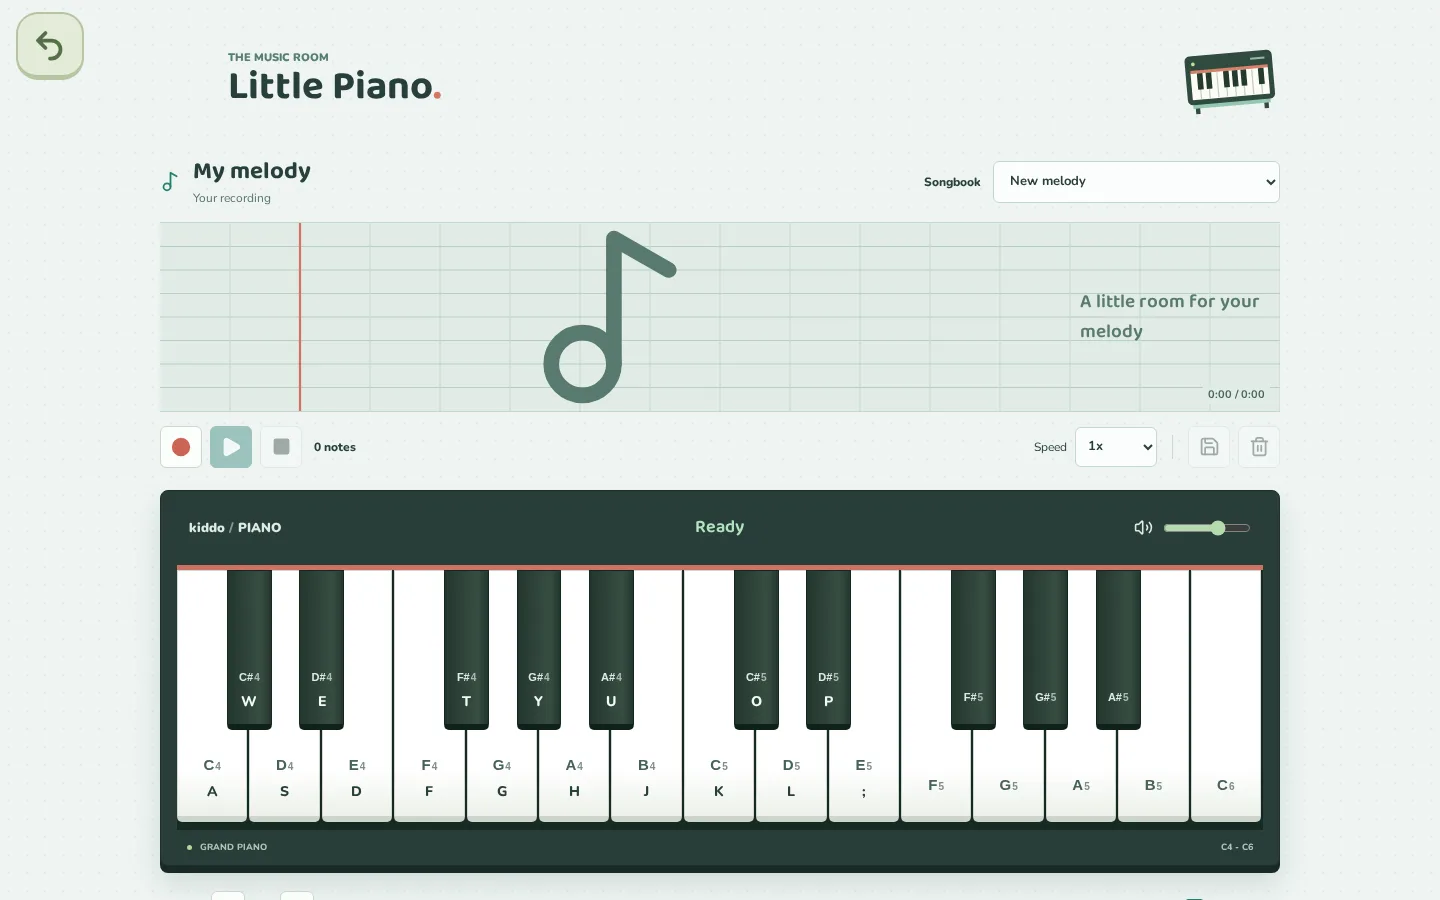 THE MUSIC ROOM
Little Piano.
My melody
Your recording
Songbook
New melody
A little room for your
melody
0:00 / 0:00
0 notes
Speed
1x
kiddo / PIANO
Ready
C#4
D#4
F#4
G#4
A#4
C#5
D#5
F#5
G#5
A#5
W
E
T
Y
U
O
P
C4
D4
E4
F4
G4
A4
B4
C5
D5
E5
F5
G5
A5
B5
C6
A
S
D
F
G
H
J
K
L
;
GRAND PIANO
C4 - C6